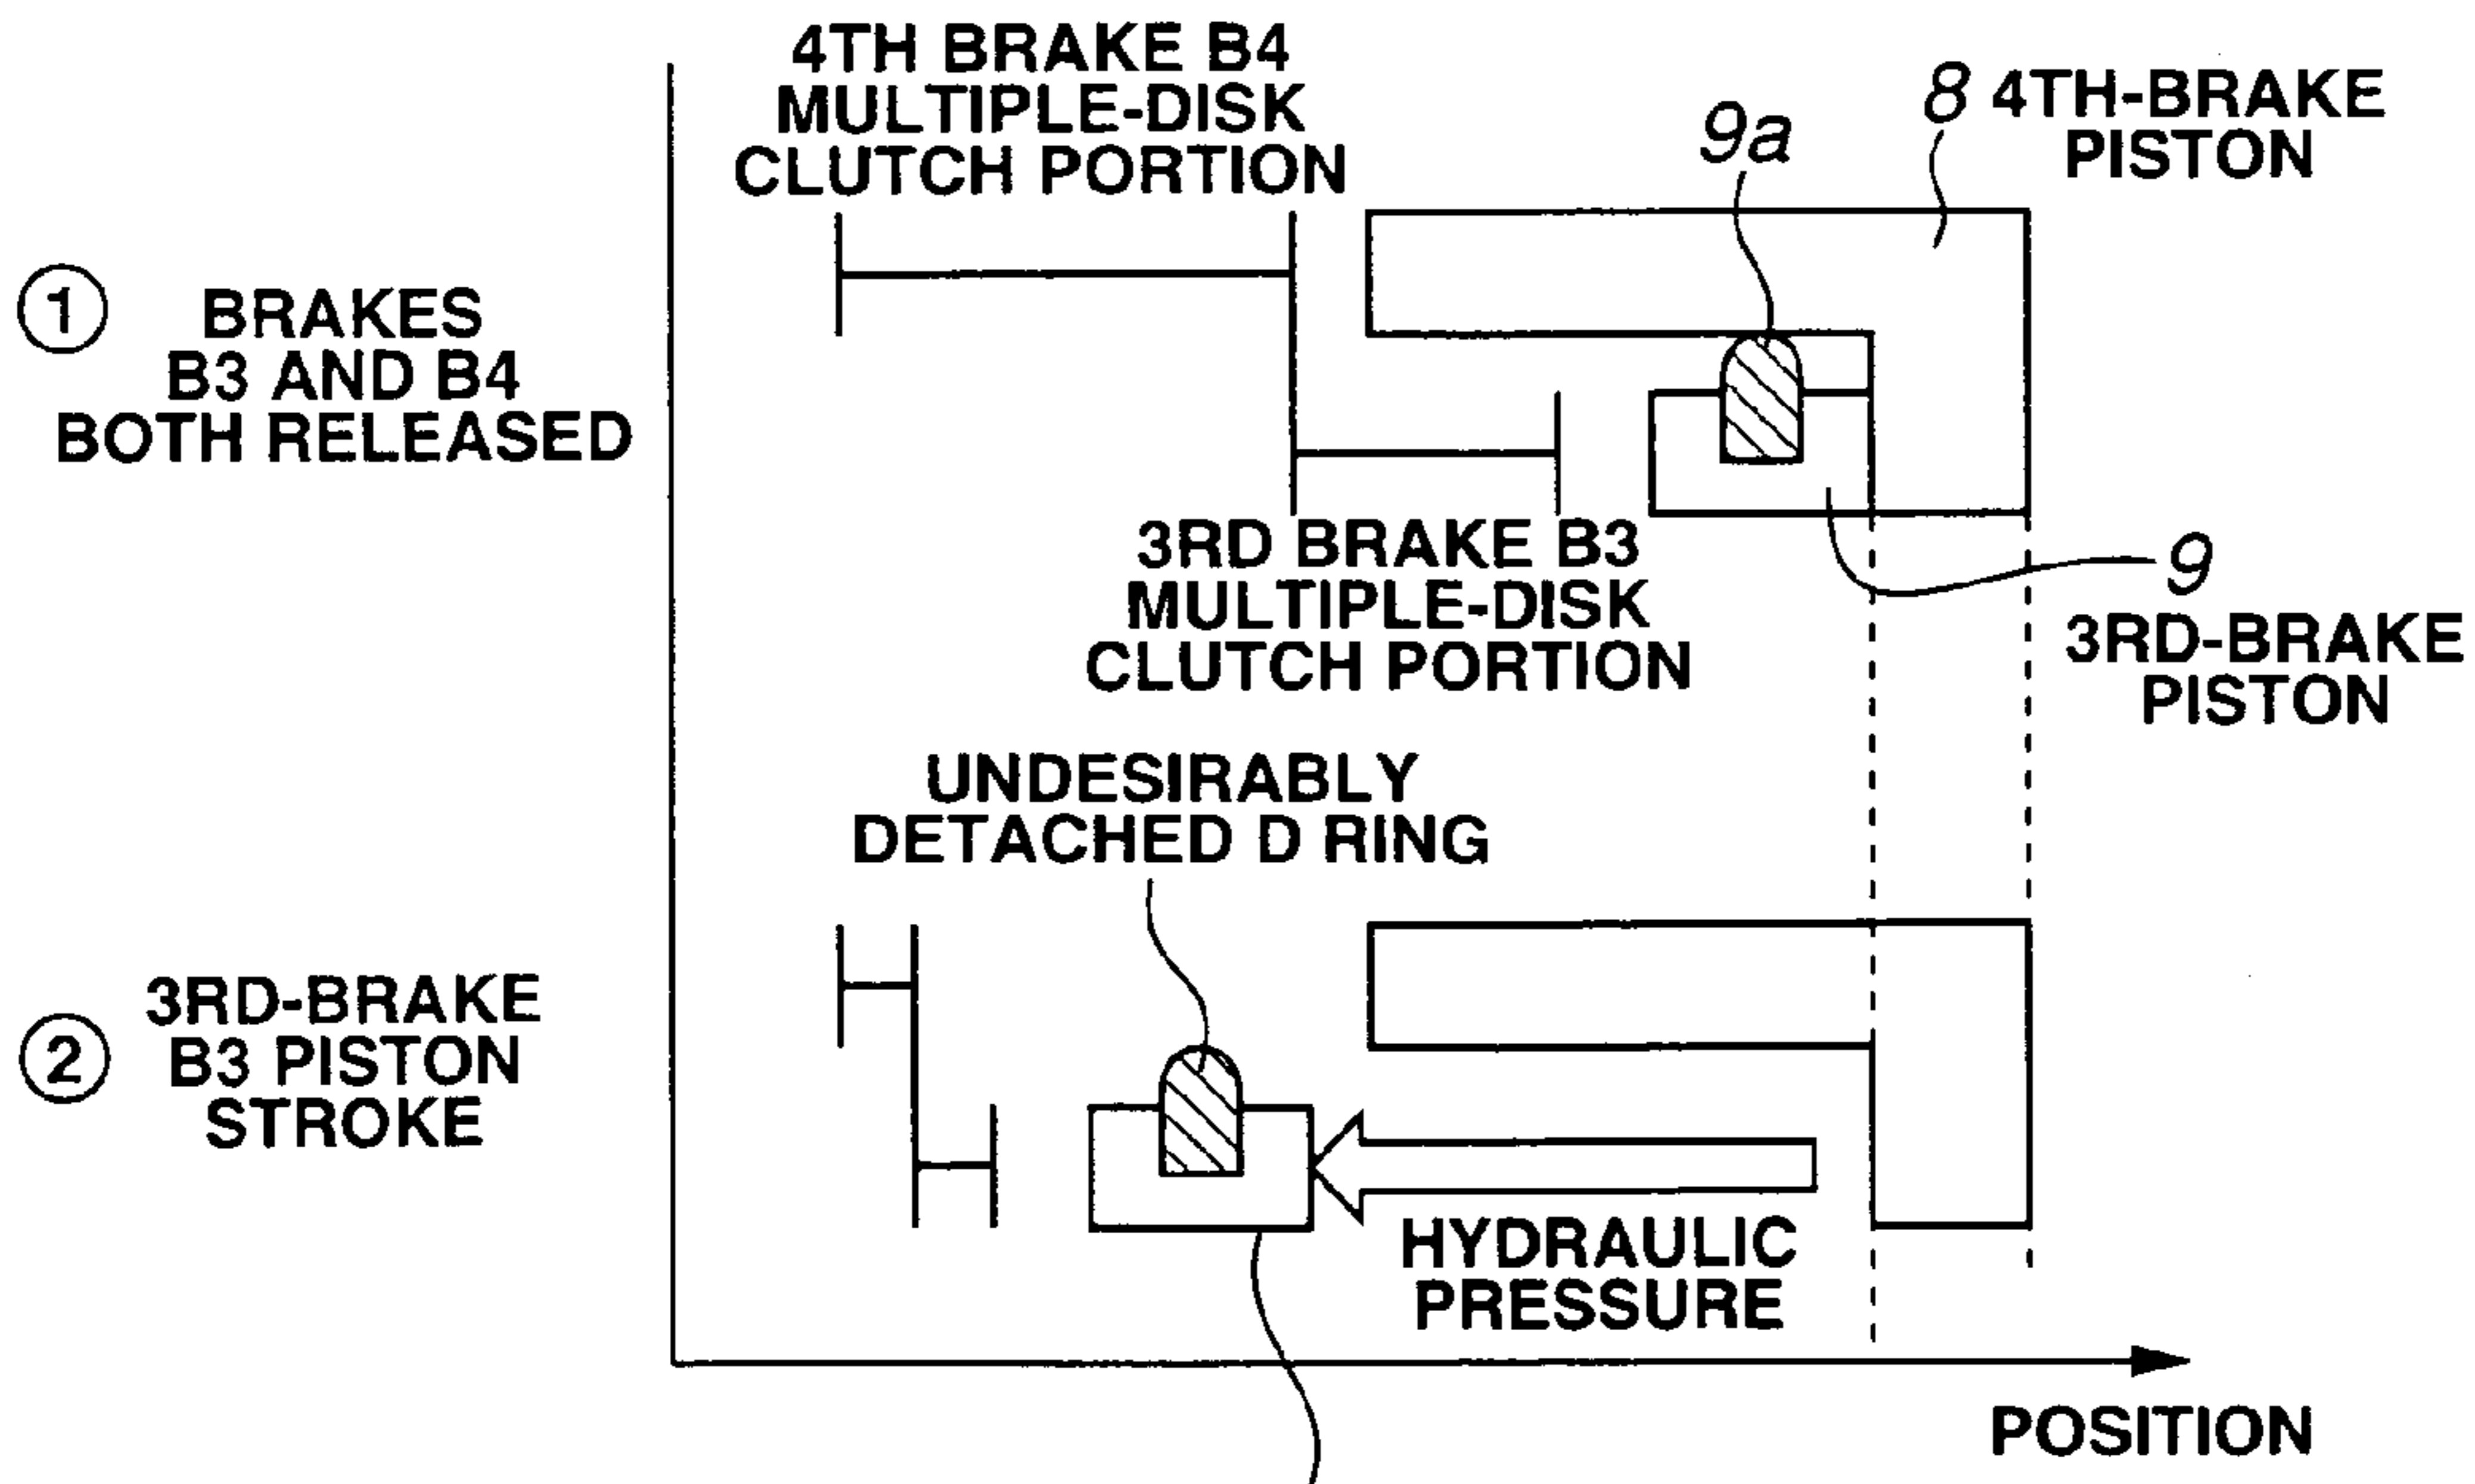 4TH BRAKE B4
MULTIPLE-DISK
CLUTCH PORTION
9a
8 4TH-BRAKE
PISTON
1
BRAKES
B3 AND B4
BOTH RELEASED
3RD BRAKE B3
MULTIPLE-DISK
CLUTCH PORTION
9
3RD-BRAKE
PISTON
UNDESIRABLY
DETACHED D RING
2
3RD-BRAKE
B3 PISTON
STROKE
HYDRAULIC
PRESSURE
POSITION